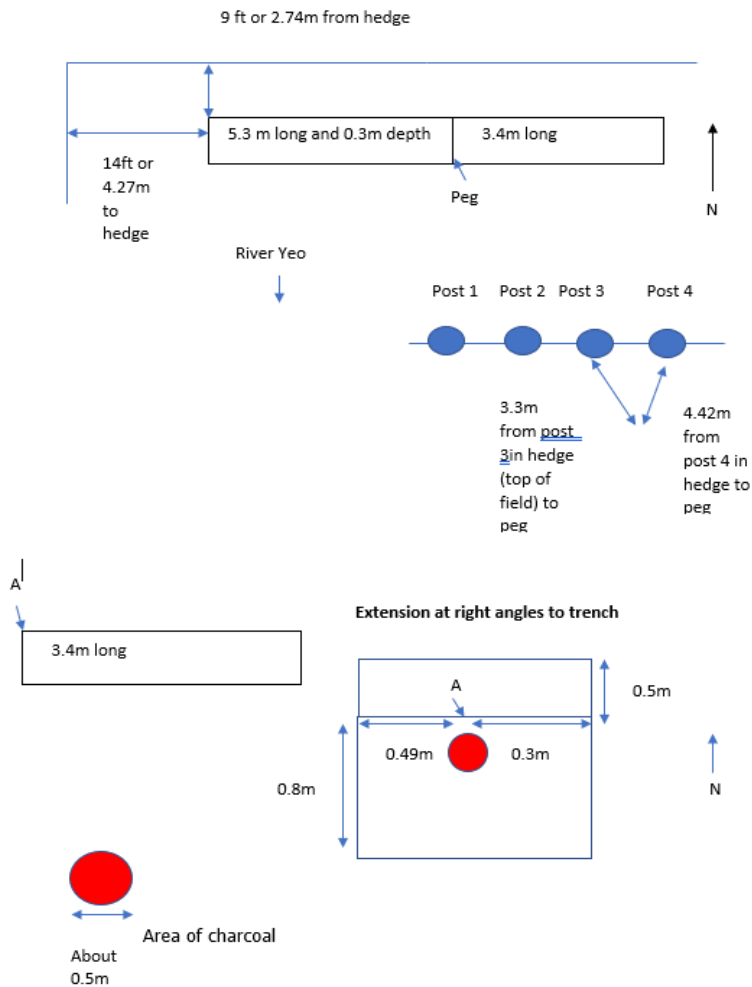 9 ft or 2.74m from hedge
5.3 m long and 0.3m depth
3.4m long
14ft or
4.27m
to
hedge
Peg
N
River Yeo
Post 1
Post 2
Post 3
Post 4
3.3m
from post
3in hedge
(top of
field) to
peg
4.42m
from
post 4 in
hedge to
peg
A
3.4m long
Extension at right angles to trench
A
0.5m
0.49m
0.3m
0.8m
N
Area of charcoal
About
0.5m